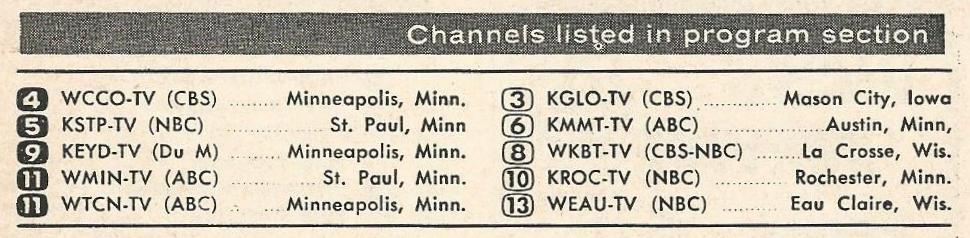 Channels listed in program section
4 WCCO-TV (CBS) ......... Minneapolis, Minn.
5 KSTP-TV (NBC) ............... St. Paul, Minn
9 KEYD-TV (Du M) ......... Minneapolis, Minn.
11 WMIN-TV (ABC) ............... St. Paul, Minn.
11 WTCN-TV (ABC) ......... Minneapolis, Minn.
3 KGLO-TV (CBS) ............ Mason City, Iowa
6 KMMT-TV (ABC) ...............Austin, Minn,
8 WKBT-TV (CBS-NBC) .......La Crosse, Wis.
10 KROC-TV (NBC) ............ Rochester, Minn.
13 WEAU-TV (NBC) .......... Eau Claire, Wis.